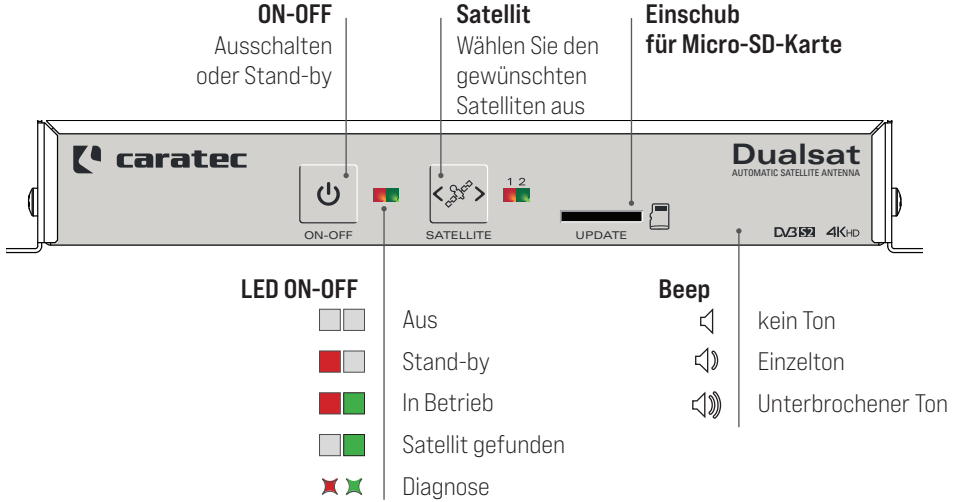 ON-OFF
Ausschalten
oder Stand-by
Satellit
Wählen Sie den
gewünschten
Satelliten aus
Einschub
für Micro-SD-Karte
caratec
ON-OFF
SATELLITE
1 2
UPDATE
Dualsat
AUTOMATIC SATELLITE ANTENNA
DVB S2 4K HD
LED ON-OFF
Aus
Stand-by
In Betrieb
Satellit gefunden
Diagnose
Beep
kein Ton
Einzelton
Unterbrochener Ton